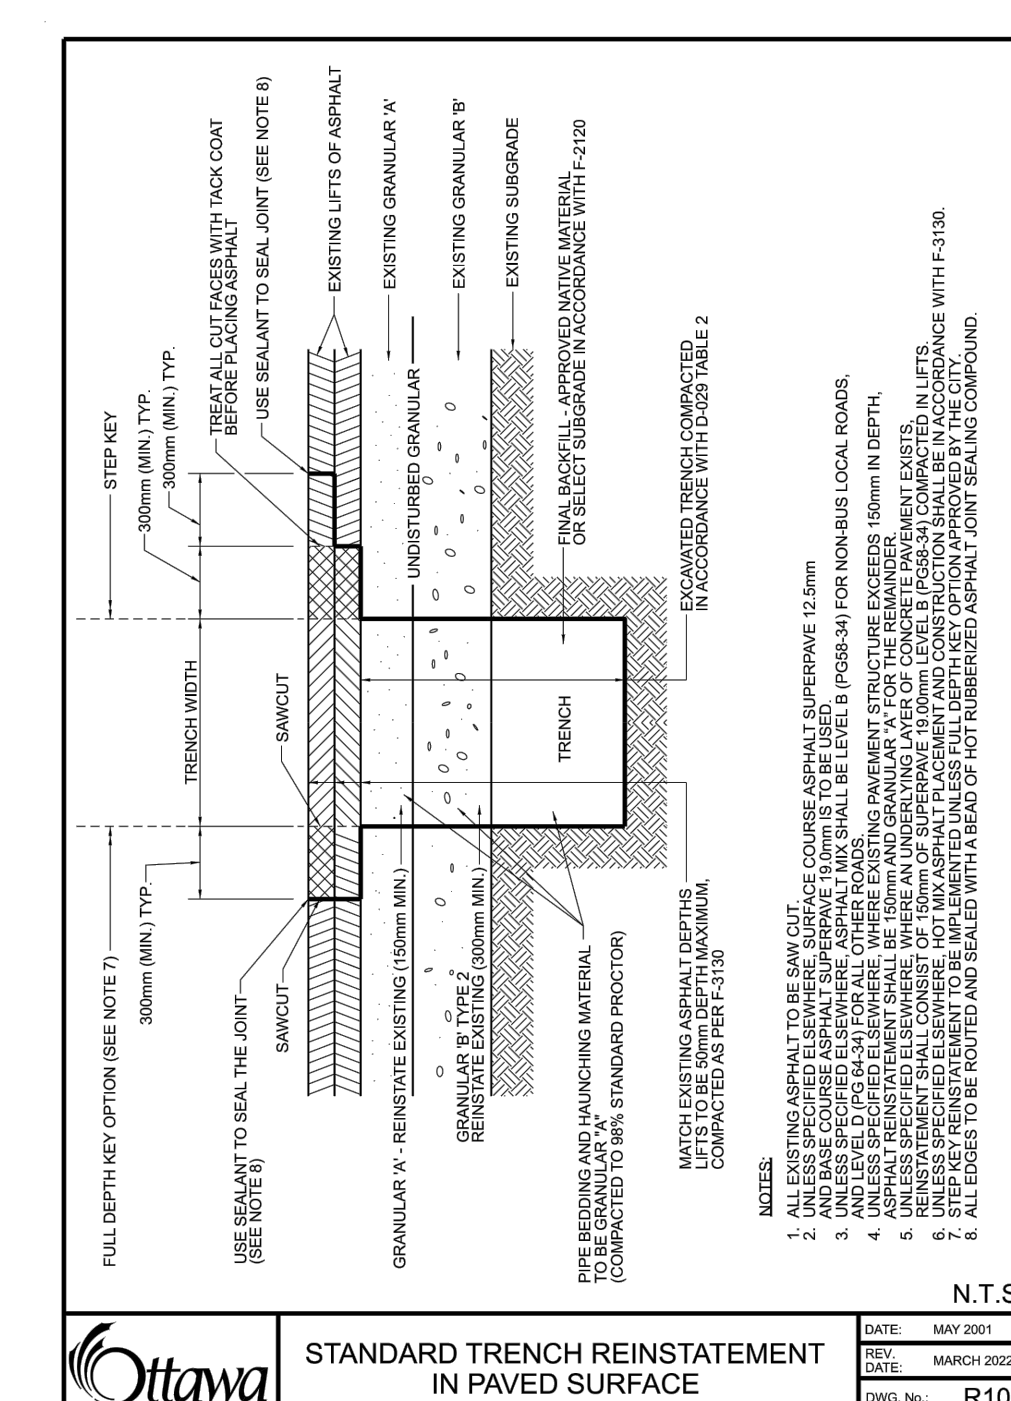 FULL DEPTH KEY OPTION (SEE NOTE 7)
STEP KEY
300mm (MIN.) TYP.
TRENCH WIDTH
300mm (MIN.) TYP.
300mm (MIN.) TYP.
TREAT ALL CUT FACES WITH TACK COAT
BEFORE PLACING ASPHALT
USE SEALANT TO SEAL THE JOINT
(SEE NOTE 8)
USE SEALANT TO SEAL JOINT (SEE NOTE 8)
SAWCUT
SAWCUT
EXISTING LIFTS OF ASPHALT
GRANULAR 'A' - REINSTATE EXISTING (150mm MIN.)
EXISTING GRANULAR 'A'
UNDISTURBED GRANULAR
GRANULAR 'B' TYPE 2
REINSTATE EXISTING (300mm MIN.)
EXISTING GRANULAR 'B'
EXISTING SUBGRADE
TRENCH
FINAL BACKFILL - APPROVED NATIVE MATERIAL
OR SELECT SUBGRADE IN ACCORDANCE WITH F-2120
PIPE BEDDING AND HAUNCHING MATERIAL
TO BE GRANULAR "A"
(COMPACTED TO 98% STANDARD PROCTOR)
MATCH EXISTING ASPHALT DEPTHS
LIFTS TO BE 50mm DEPTH MAXIMUM,
COMPACTED AS PER F-3130
EXCAVATED TRENCH COMPACTED
IN ACCORDANCE WITH D-029 TABLE 2
NOTES:
1. ALL EXISTING ASPHALT TO BE SAW CUT.
2. UNLESS SPECIFIED ELSEWHERE, SURFACE COURSE ASPHALT SUPERPAVE 12.5mm
AND BASE COURSE ASPHALT SUPERPAVE 19.0mm IS TO BE USED.
3. UNLESS SPECIFIED ELSEWHERE, ASPHALT MIX SHALL BE LEVEL B (PG58-34) FOR NON-BUS LOCAL ROADS,
AND LEVEL D (PG 64-34) FOR ALL OTHER ROADS.
4. UNLESS SPECIFIED ELSEWHERE, WHERE EXISTING PAVEMENT STRUCTURE EXCEEDS 150mm IN DEPTH,
ASPHALT REINSTATEMENT SHALL BE 150mm AND GRANULAR "A" FOR THE REMAINDER.
5. UNLESS SPECIFIED ELSEWHERE, WHERE AN UNDERLYING LAYER OF CONCRETE PAVEMENT EXISTS,
REINSTATEMENT SHALL CONSIST OF 150mm OF SUPERPAVE 19.00mm LEVEL B (PG58-34) COMPACTED IN LIFTS.
6. UNLESS SPECIFIED ELSEWHERE, HOT MIX ASPHALT PLACEMENT AND CONSTRUCTION SHALL BE IN ACCORDANCE WITH F-3130.
7. STEP KEY REINSTATEMENT TO BE IMPLEMENTED UNLESS FULL DEPTH KEY OPTION APPROVED BY THE CITY.
8. ALL EDGES TO BE ROUTED AND SEALED WITH A BEAD OF HOT RUBBERIZED ASPHALT JOINT SEALING COMPOUND.
N.T.S
Ottawa
STANDARD TRENCH REINSTATEMENT
IN PAVED SURFACE
DATE: MAY 2001
REV.
DATE: MARCH 2022
DWG. No.: R10